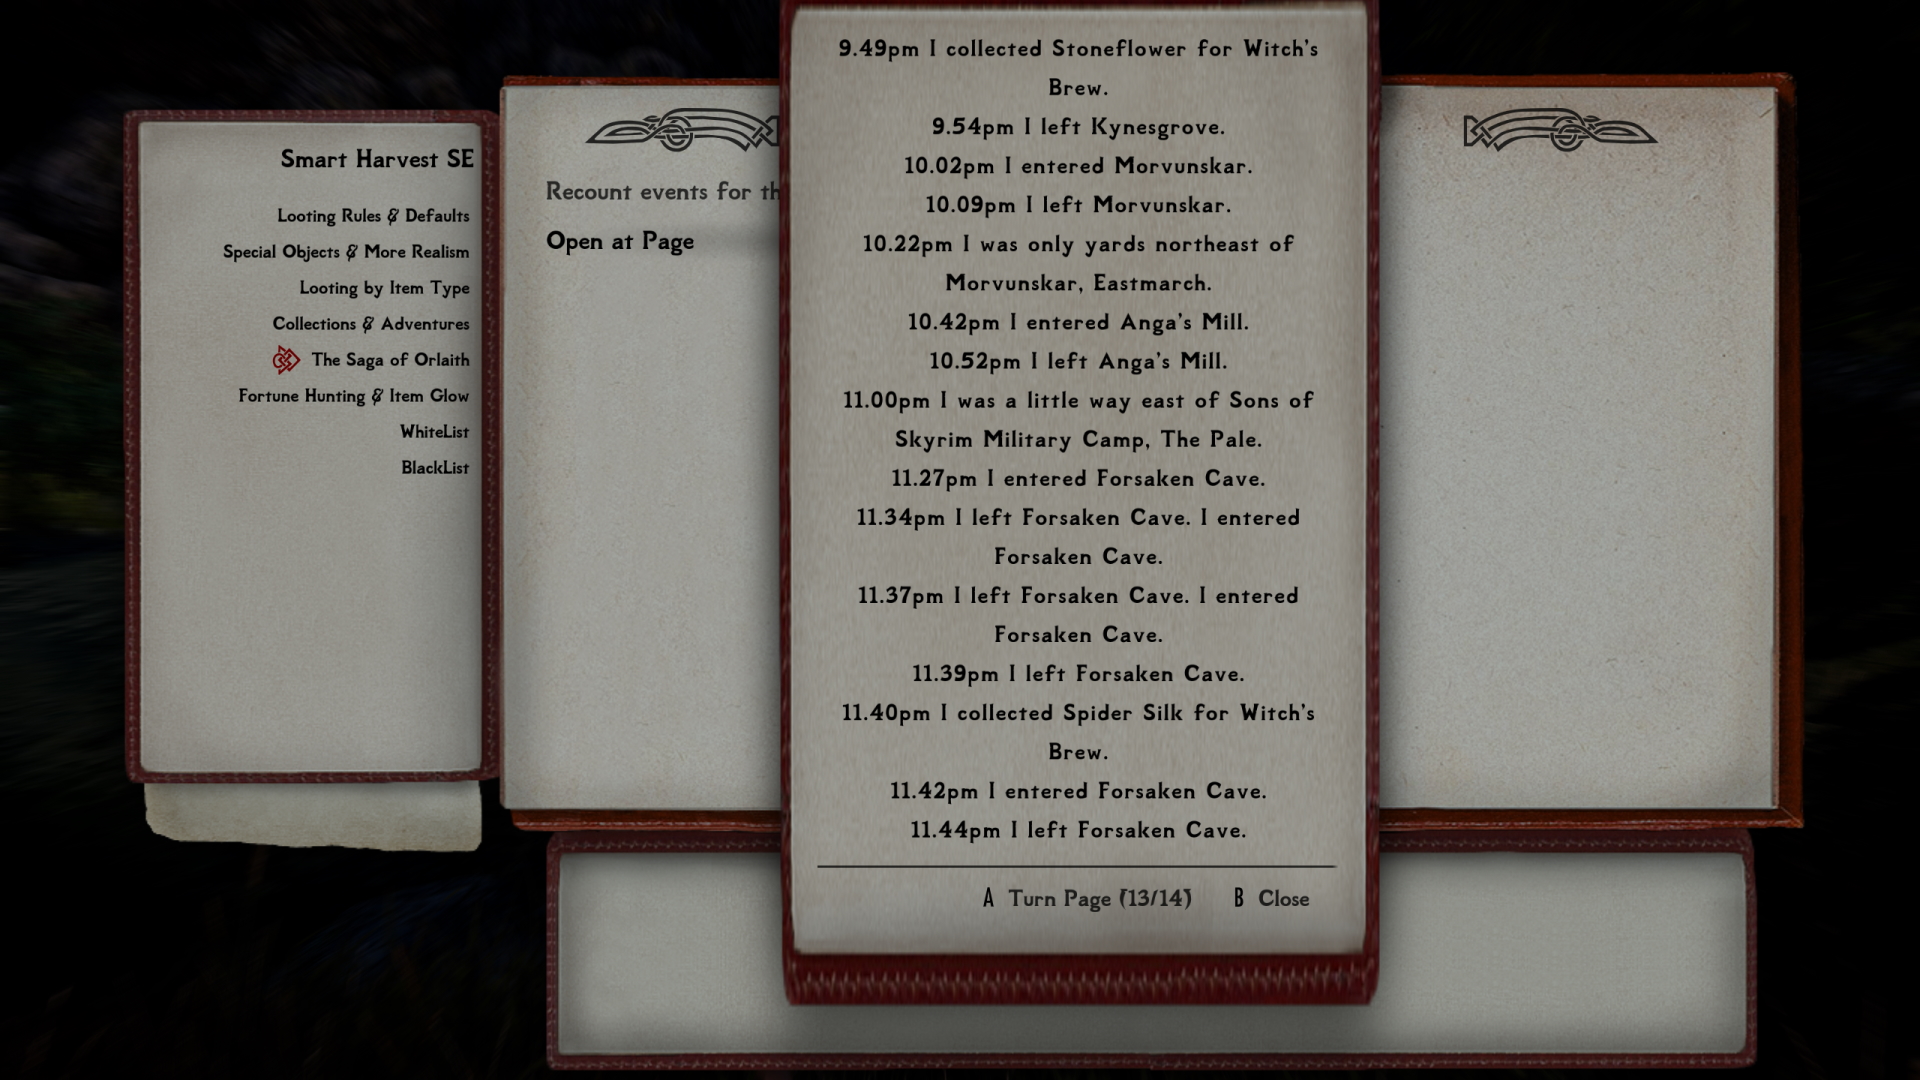 Smart Harvest SE
Looting Rules & Defaults
Special Objects & More Realism
Looting by Item Type
Collections & Adventures
The Saga of Orlaith
Fortune Hunting & Item Glow
WhiteList
BlackList
Recount events for th
Open at Page
9.49pm I collected Stoneflower for Witch's
Brew.
9.54pm I left Kynesgrove.
10.02pm I entered Morvunskar.
10.09pm I left Morvunskar.
10.22pm I was only yards northeast of
Morvunskar, Eastmarch.
10.42pm I entered Anga's Mill.
10.52pm I left Anga's Mill.
11.00pm I was a little way east of Sons of
Skyrim Military Camp, The Pale.
11.27pm I entered Forsaken Cave.
11.34pm I left Forsaken Cave. I entered
Forsaken Cave.
11.37pm I left Forsaken Cave. I entered
Forsaken Cave.
11.39pm I left Forsaken Cave.
11.40pm I collected Spider Silk for Witch's
Brew.
11.42pm I entered Forsaken Cave.
11.44pm I left Forsaken Cave.
A Turn Page (13/14) B Close